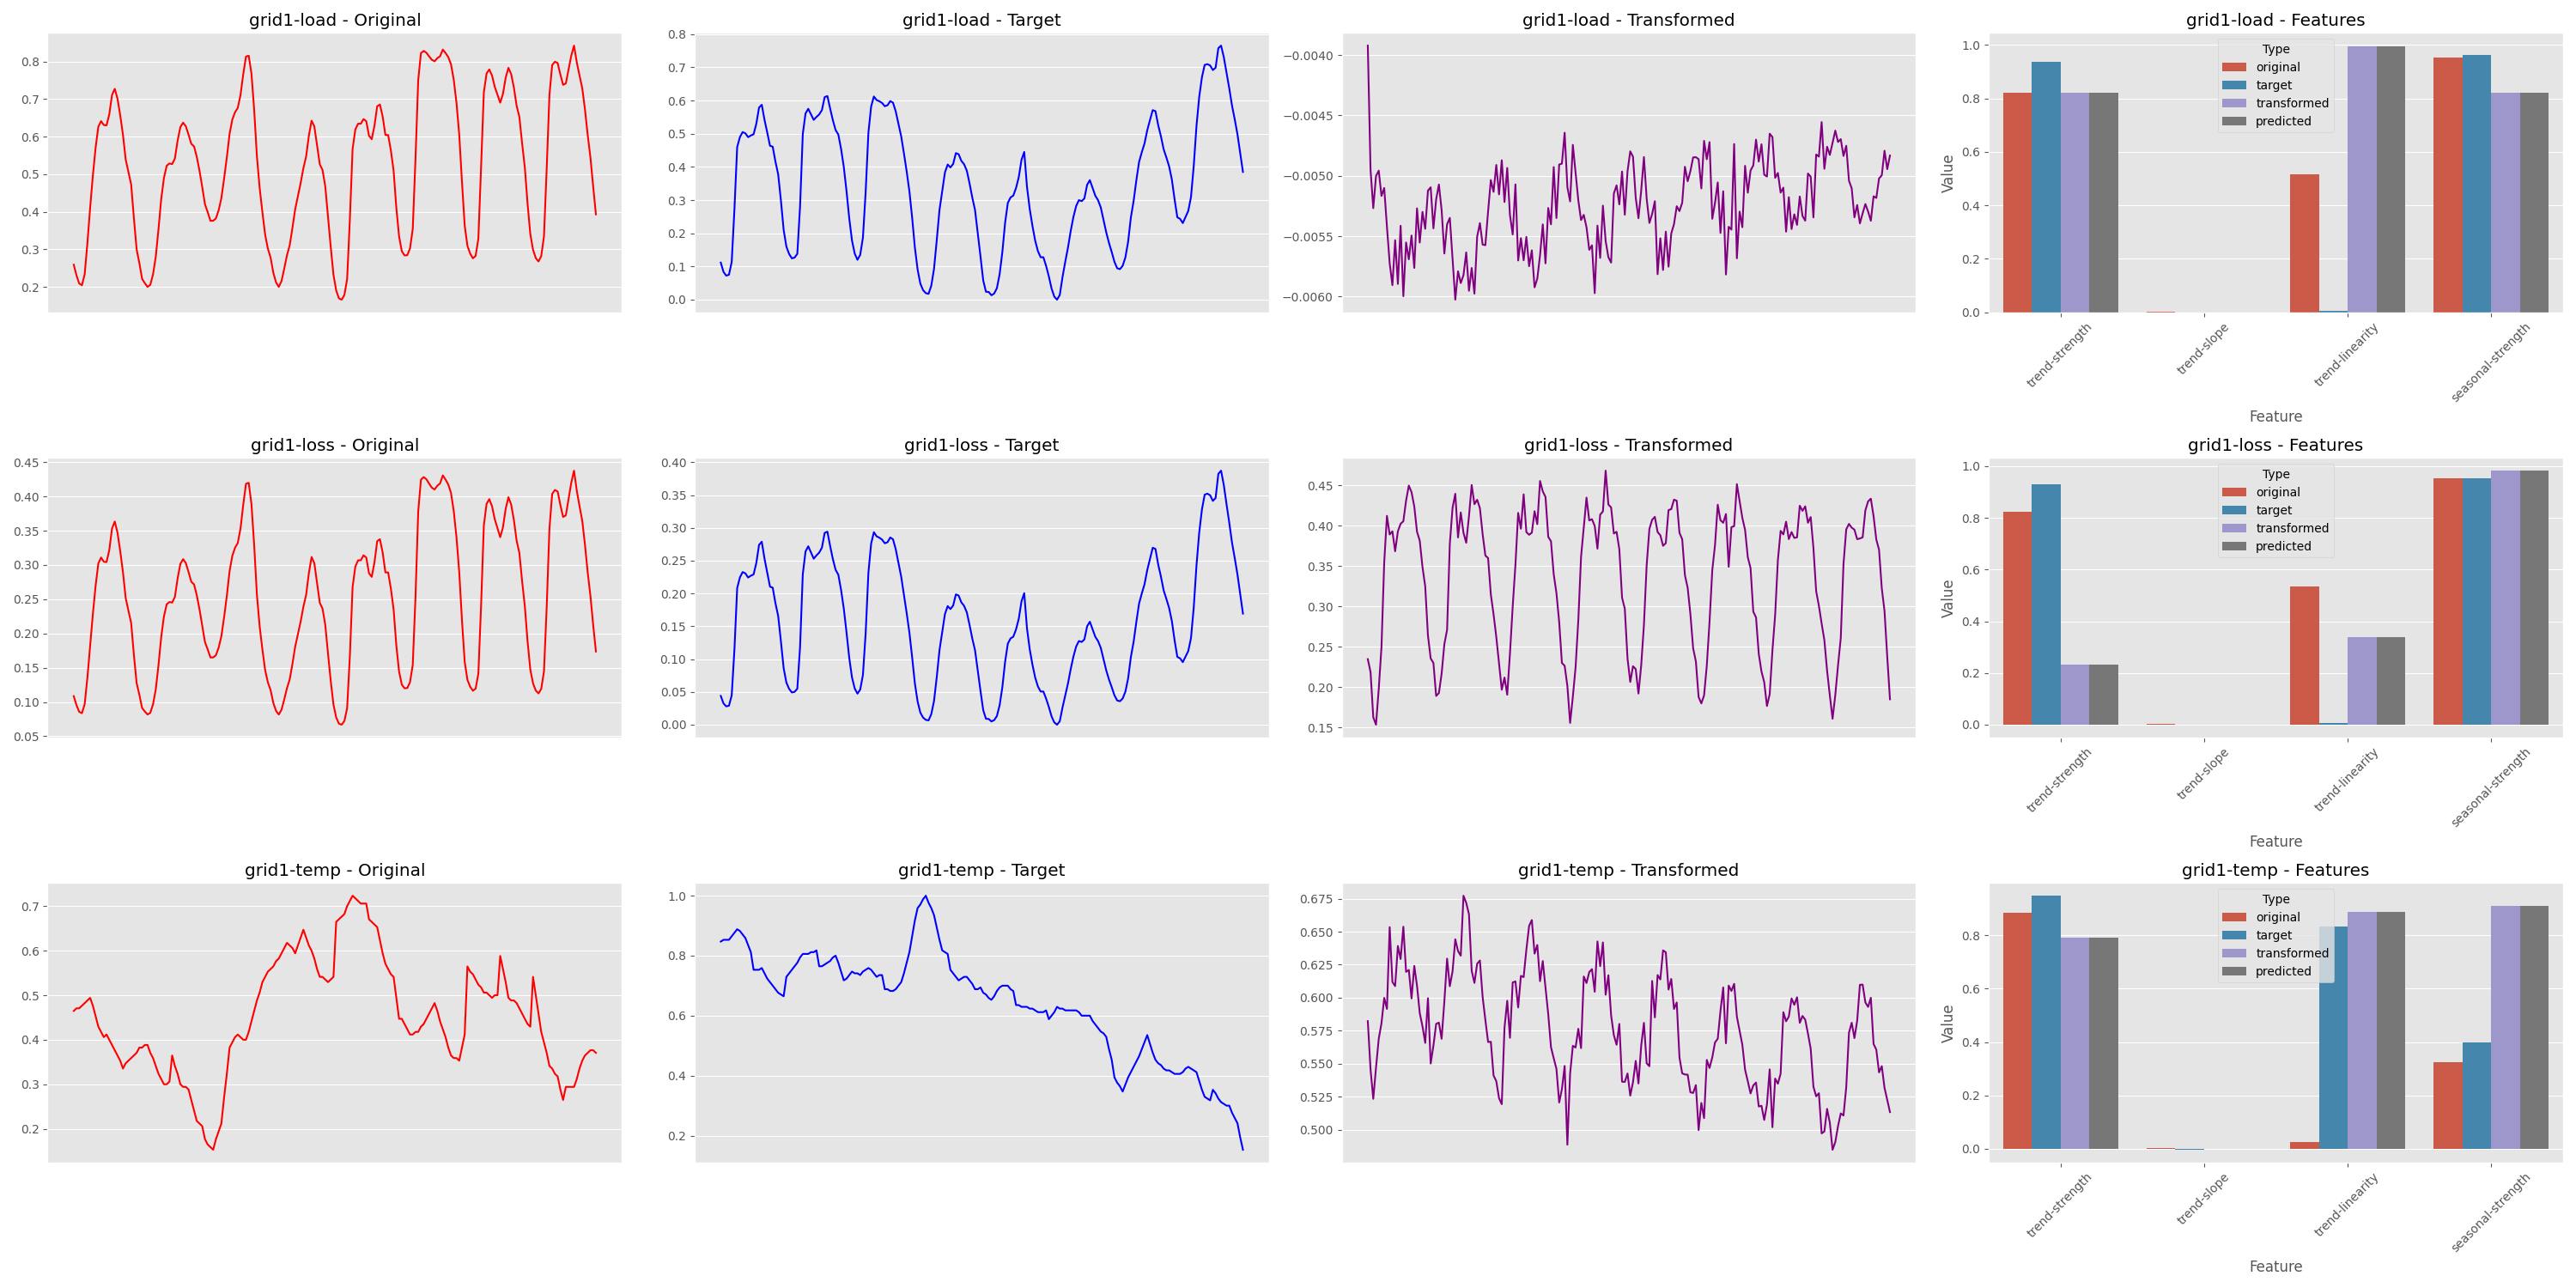 grid1-load - Original
0.8
0.7
0.6
0.5
0.4
0.3
0.2
grid1-load - Target
0.8
0.7
0.6
0.5
0.4
0.3
0.2
0.1
0.0
grid1-load - Transformed
−0.0040
−0.0045
−0.0050
−0.0055
−0.0060
grid1-load - Features
Value
1.0
0.8
0.6
0.4
0.2
0.0
Type
original
target
transformed
predicted
trend-strength
trend-slope
trend-linearity
seasonal-strength
Feature
grid1-loss - Original
0.45
0.40
0.35
0.30
0.25
0.20
0.15
0.10
0.05
grid1-loss - Target
0.40
0.35
0.30
0.25
0.20
0.15
0.10
0.05
0.00
grid1-loss - Transformed
0.45
0.40
0.35
0.30
0.25
0.20
0.15
grid1-loss - Features
Value
1.0
0.8
0.6
0.4
0.2
0.0
Type
original
target
transformed
predicted
trend-strength
trend-slope
trend-linearity
seasonal-strength
Feature
grid1-temp - Original
0.7
0.6
0.5
0.4
0.3
0.2
grid1-temp - Target
1.0
0.8
0.6
0.4
0.2
grid1-temp - Transformed
0.675
0.650
0.625
0.600
0.575
0.550
0.525
0.500
grid1-temp - Features
Value
0.8
0.6
0.4
0.2
0.0
Type
original
target
transformed
predicted
trend-strength
trend-slope
trend-linearity
seasonal-strength
Feature